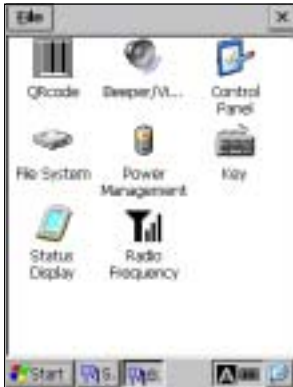 File
QRcode
Beeper/Vi...
Control
Panel
File System
Power
Management
Key
Status
Display
Radio
Frequency
Start
S..
A